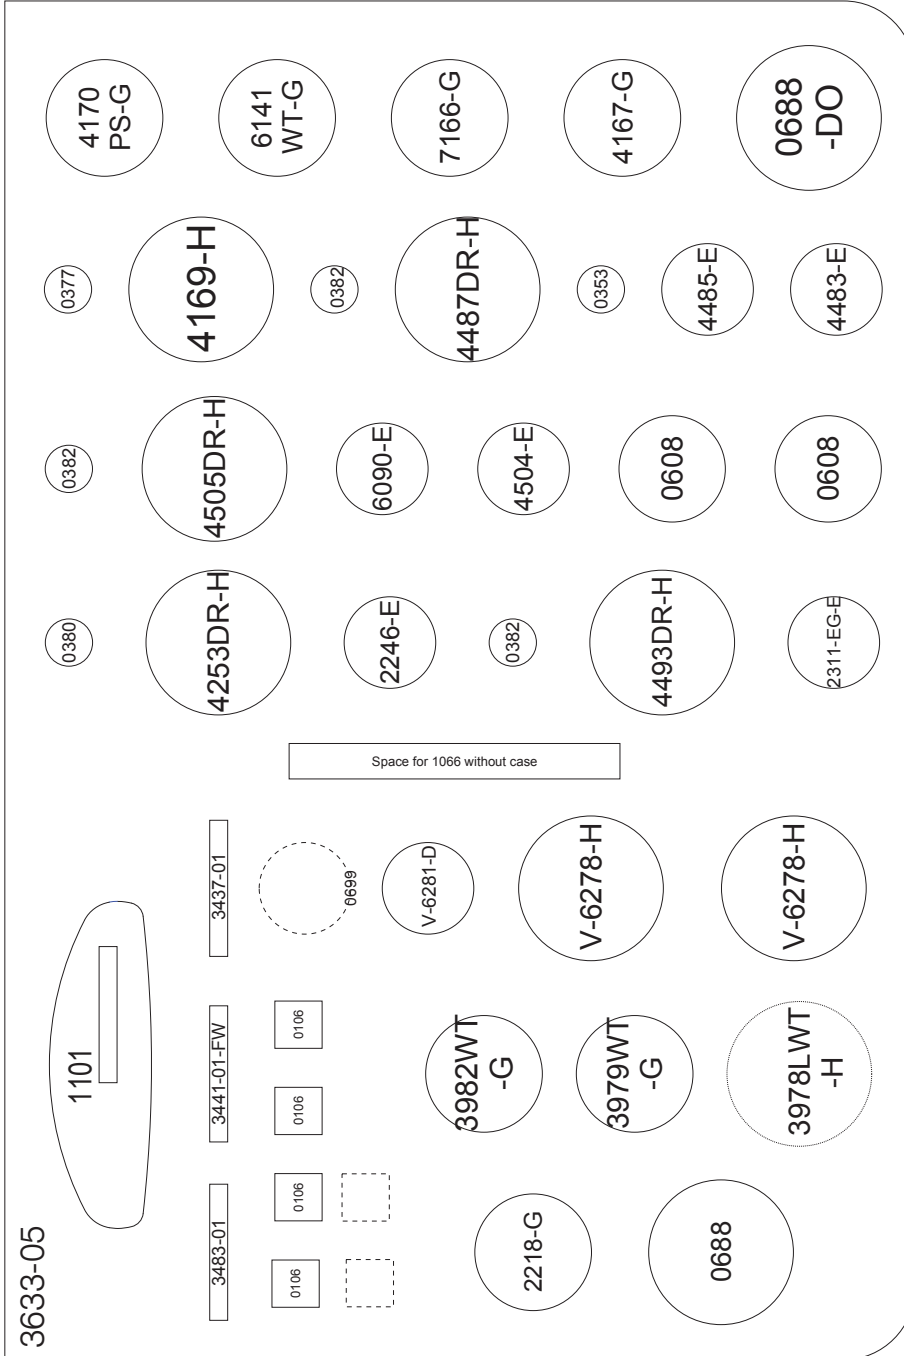 3633-05
1101
3483-01
3441-01-FW
3437-01
0106
0106
0106
0106
0699
V-6281-D
2218-G
0688
3982WT
-G
3979WT
-G
3978LWT
-H
V-6278-H
V-6278-H
Space for 1066 without case
0380
4253DR-H
2246-E
0382
4493DR-H
2311-EG-E
0382
4505DR-H
6090-E
4504-E
0608
0608
0377
4169-H
0382
4487DR-H
0353
4485-E
4483-E
4170
PS-G
6141
WT-G
7166-G
4167-G
0688
-DO